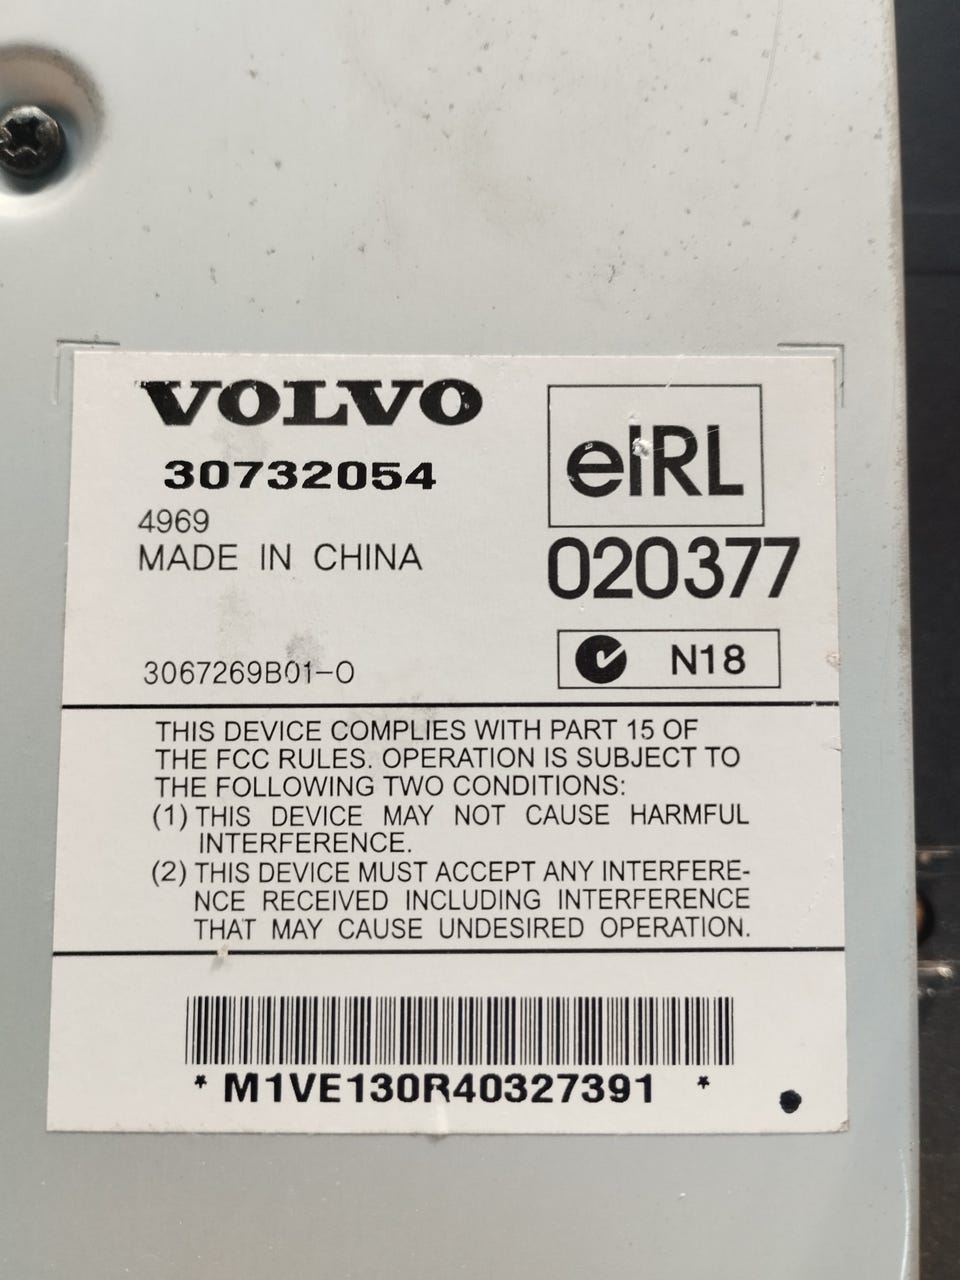 VOLVO
30732054
4969
MADE IN CHINA
3067269B01-0
eIRL
020377
N18
THIS DEVICE COMPLIES WITH PART 15 OF
THE FCC RULES. OPERATION IS SUBJECT TO
THE FOLLOWING TWO CONDITIONS:
(1) THIS DEVICE MAY NOT CAUSE HARMFUL
INTERFERENCE.
(2) THIS DEVICE MUST ACCEPT ANY INTERFERE-
NCE RECEIVED INCLUDING INTERFERENCE
THAT MAY CAUSE UNDESIRED OPERATION.
* M1VE130R40327391 *